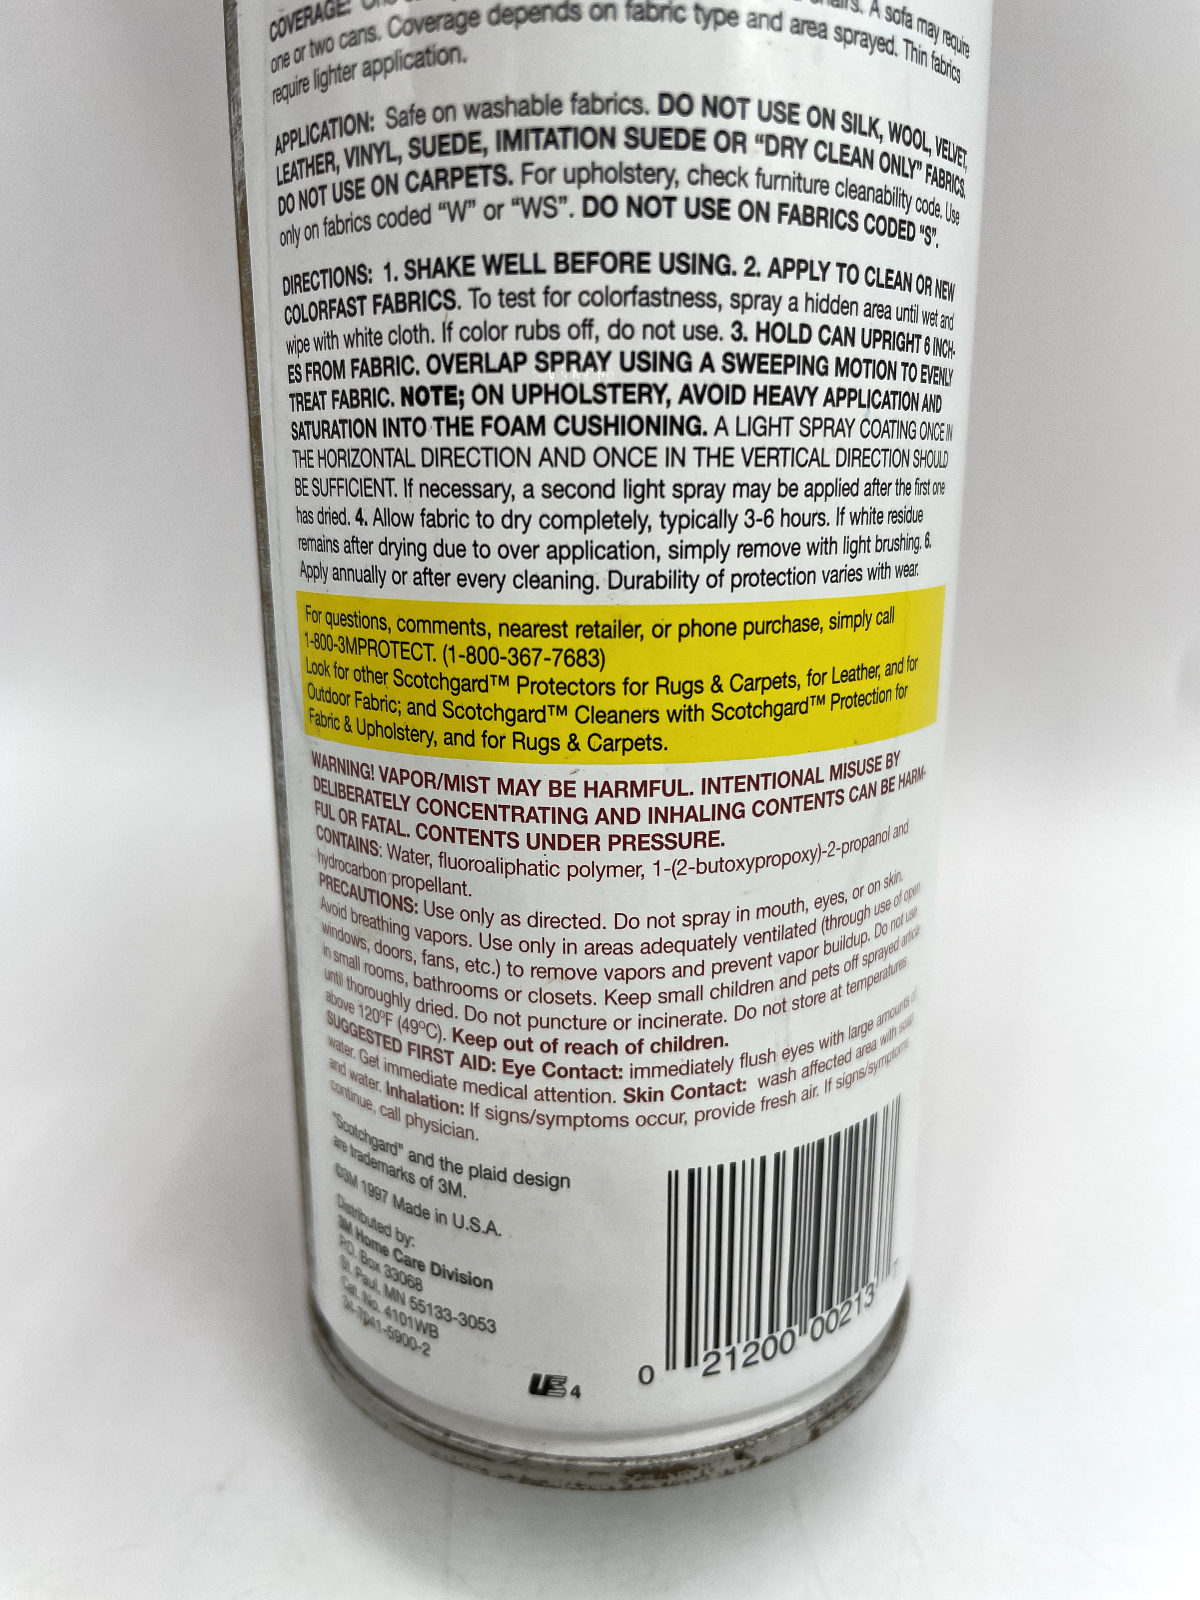 COVERAGE:
one or two cans. Coverage depends on fabric type and area sprayed. Thin fabrics
require lighter application.
APPLICATION: Safe on washable fabrics. DO NOT USE ON SILK, WOOL, VELVET,
LEATHER, VINYL, SUEDE, IMITATION SUEDE OR “DRY CLEAN ONLY” FABRICS.
DO NOT USE ON CARPETS. For upholstery, check furniture cleanability code. Use
only on fabrics coded “W” or “WS”. DO NOT USE ON FABRICS CODED “S”.
DIRECTIONS: 1. SHAKE WELL BEFORE USING. 2. APPLY TO CLEAN OR NEW
COLORFAST FABRICS. To test for colorfastness, spray a hidden area until wet and
wipe with white cloth. If color rubs off, do not use. 3. HOLD CAN UPRIGHT 6 INCH-
ES FROM FABRIC. OVERLAP SPRAY USING A SWEEPING MOTION TO EVENLY
TREAT FABRIC. NOTE; ON UPHOLSTERY, AVOID HEAVY APPLICATION AND
SATURATION INTO THE FOAM CUSHIONING. A LIGHT SPRAY COATING ONCE IN
THE HORIZONTAL DIRECTION AND ONCE IN THE VERTICAL DIRECTION SHOULD
BE SUFFICIENT. If necessary, a second light spray may be applied after the first one
has dried. 4. Allow fabric to dry completely, typically 3-6 hours. If white residue
remains after drying due to over application, simply remove with light brushing. 6.
Apply annually or after every cleaning. Durability of protection varies with wear.
For questions, comments, nearest retailer, or phone purchase, simply call
1-800-3MPROTECT. (1-800-367-7683)
Look for other Scotchgard™ Protectors for Rugs & Carpets, for Leather, and for
Outdoor Fabric; and Scotchgard™ Cleaners with Scotchgard™ Protection for
Fabric & Upholstery, and for Rugs & Carpets.
WARNING! VAPOR/MIST MAY BE HARMFUL. INTENTIONAL MISUSE BY
DELIBERATELY CONCENTRATING AND INHALING CONTENTS CAN BE HARM-
FUL OR FATAL. CONTENTS UNDER PRESSURE.
CONTAINS: Water, fluoroaliphatic polymer, 1-(2-butoxypropoxy)-2-propanol and
hydrocarbon propellant.
PRECAUTIONS: Use only as directed. Do not spray in mouth, eyes, or on skin.
Avoid breathing vapors. Use only in areas adequately ventilated (through use of open
windows, doors, fans, etc.) to remove vapors and prevent vapor buildup. Do not use
in small rooms, bathrooms or closets. Keep small children and pets off sprayed article
until thoroughly dried. Do not puncture or incinerate. Do not store at temperatures
above 120°F (49°C). Keep out of reach of children.
SUGGESTED FIRST AID: Eye Contact: immediately flush eyes with large amounts of
water. Get immediate medical attention. Skin Contact: wash affected area with soap
and water. Inhalation: If signs/symptoms occur, provide fresh air. If signs/symptoms
continue, call physician.
"Scotchgard" and the plaid design
are trademarks of 3M.
©3M 1997 Made in U.S.A.
Distributed by:
3M Home Care Division
P.O. Box 33068
St. Paul, MN 55133-3053
Cat. No. 4101WB
34-7041-5900-2
4
0 21200 00213 7